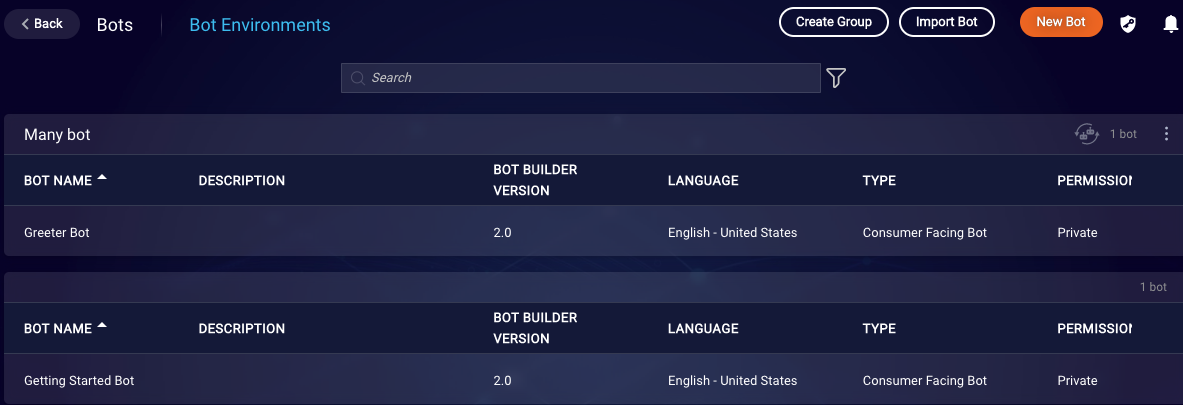 Back Bots Bot Environments Create Group Import Bot New Bot
Search
Many bot 1 bot
BOT NAME DESCRIPTION BOT BUILDER VERSION LANGUAGE TYPE PERMISSION
Greeter Bot 2.0 English - United States Consumer Facing Bot Private
1 bot
BOT NAME DESCRIPTION BOT BUILDER VERSION LANGUAGE TYPE PERMISSION
Getting Started Bot 2.0 English - United States Consumer Facing Bot Private